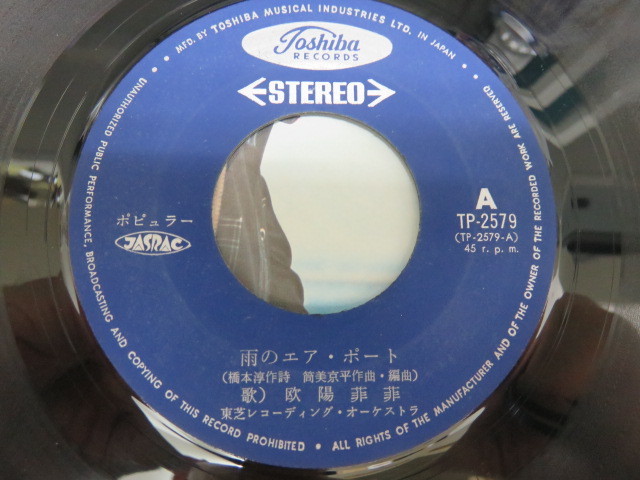 MFD. BY TOSHIBA MUSICAL INDUSTRIES LTD. IN JAPAN.
Toshiba
RECORDS
STEREO
A
TP-2579
(TP-2579-A)
45 r. p. m.
ポピュラー
JASRAC
雨のエア・ポート
(橋本淳作詩 筒美京平作曲・編曲)
歌) 欧陽菲菲
東芝レコーディング・オーケストラ
UNAUTHORIZED PUBLIC PERFORMANCE, BROADCASTING AND COPYING OF THIS RECORD PROHIBITED • ALL RIGHTS OF THE MANUFACTURER AND OF THE OWNER OF THE RECORDED WORK ARE RESERVED